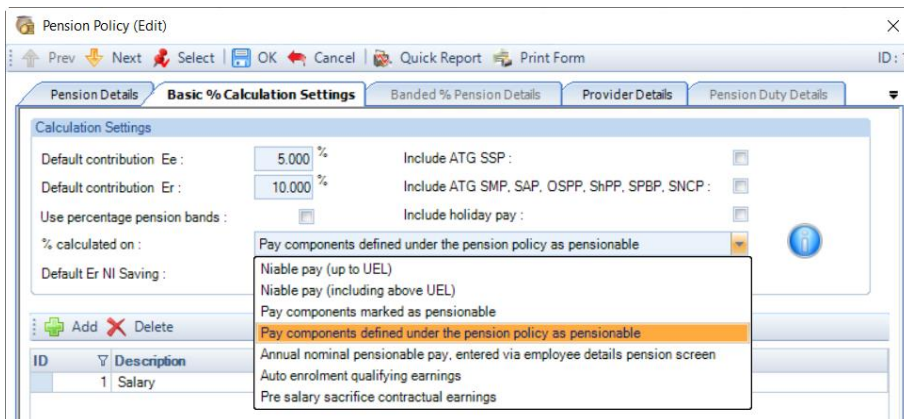 Pension Policy (Edit)
Prev Next Select OK Cancel Quick Report Print Form ID :
Pension Details Basic % Calculation Settings Banded % Pension Details Provider Details Pension Duty Details
Calculation Settings
Default contribution Ee : 5.000 % Include ATG SSP :
Default contribution Er : 10.000 % Include ATG SMP, SAP, OSPP, ShPP, SPBP, SNCP :
Use percentage pension bands : Include holiday pay :
% calculated on : Pay components defined under the pension policy as pensionable
Default Er NI Saving :
Niable pay (up to UEL)
Niable pay (including above UEL)
Pay components marked as pensionable
Pay components defined under the pension policy as pensionable
Annual nominal pensionable pay, entered via employee details pension screen
Auto enrolment qualifying earnings
Pre salary sacrifice contractual earnings
Add Delete
ID Description
1 Salary